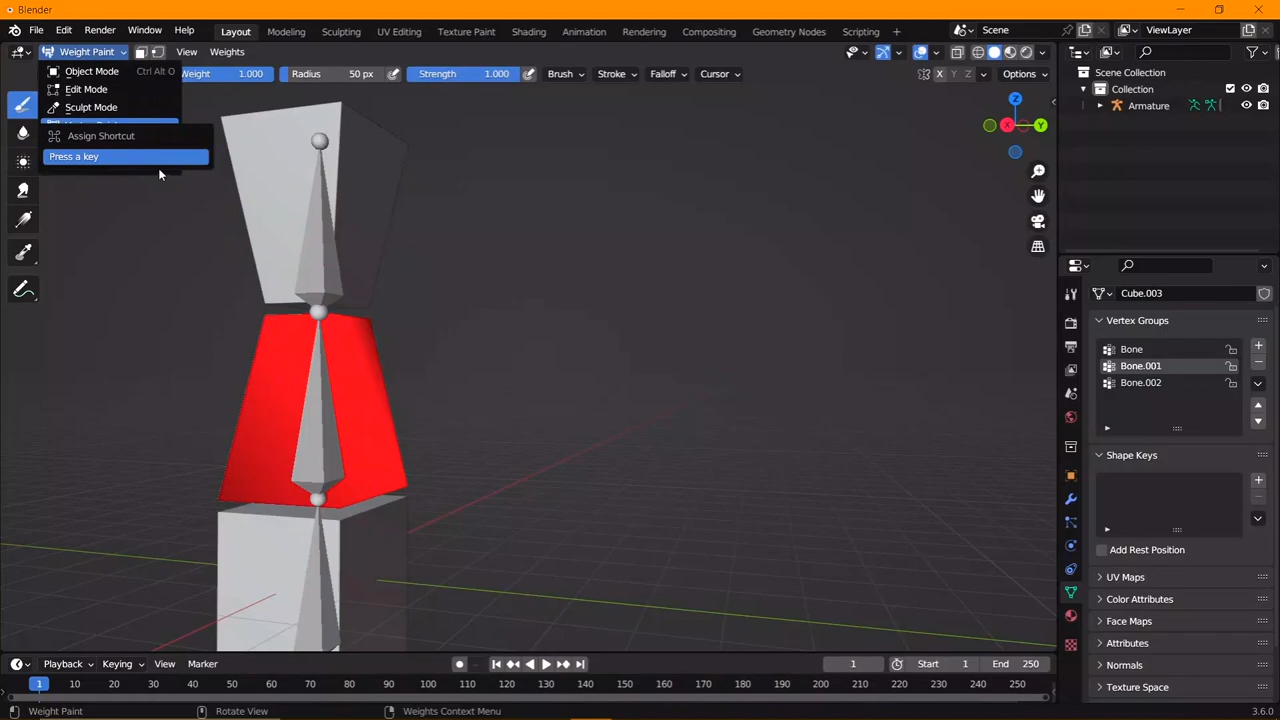 Blender
File Edit Render Window Help Layout Modeling Sculpting UV Editing Texture Paint Shading Animation Rendering Compositing Geometry Nodes Scripting + Scene ViewLayer
Weight Paint View Weights
Weight 1.000 Radius 50 px Strength 1.000 Brush Stroke Falloff Cursor X Y Z Options
Object Mode Ctrl Alt O
Edit Mode
Sculpt Mode
Assign Shortcut
Press a key
X
Y
Z
Scene Collection
Collection
Armature
Cube.003
Vertex Groups
Bone
Bone.001
Bone.002
Shape Keys
Add Rest Position
UV Maps
Color Attributes
Face Maps
Attributes
Normals
Texture Space
Playback Keying View Marker 1 Start 1 End 250
1 10 20 30 40 50 60 70 80 90 100 110 120 130 140 150 160 170 180 190 200 210 220 230 240 250
Weight Paint Rotate View Weights Context Menu 3.6.0